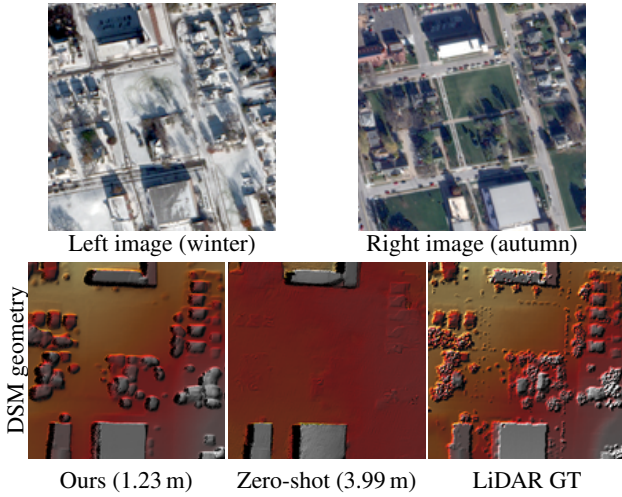 Left image (winter)
Right image (autumn)
DSM geometry
Ours (1.23 m)
Zero-shot (3.99 m)
LiDAR GT